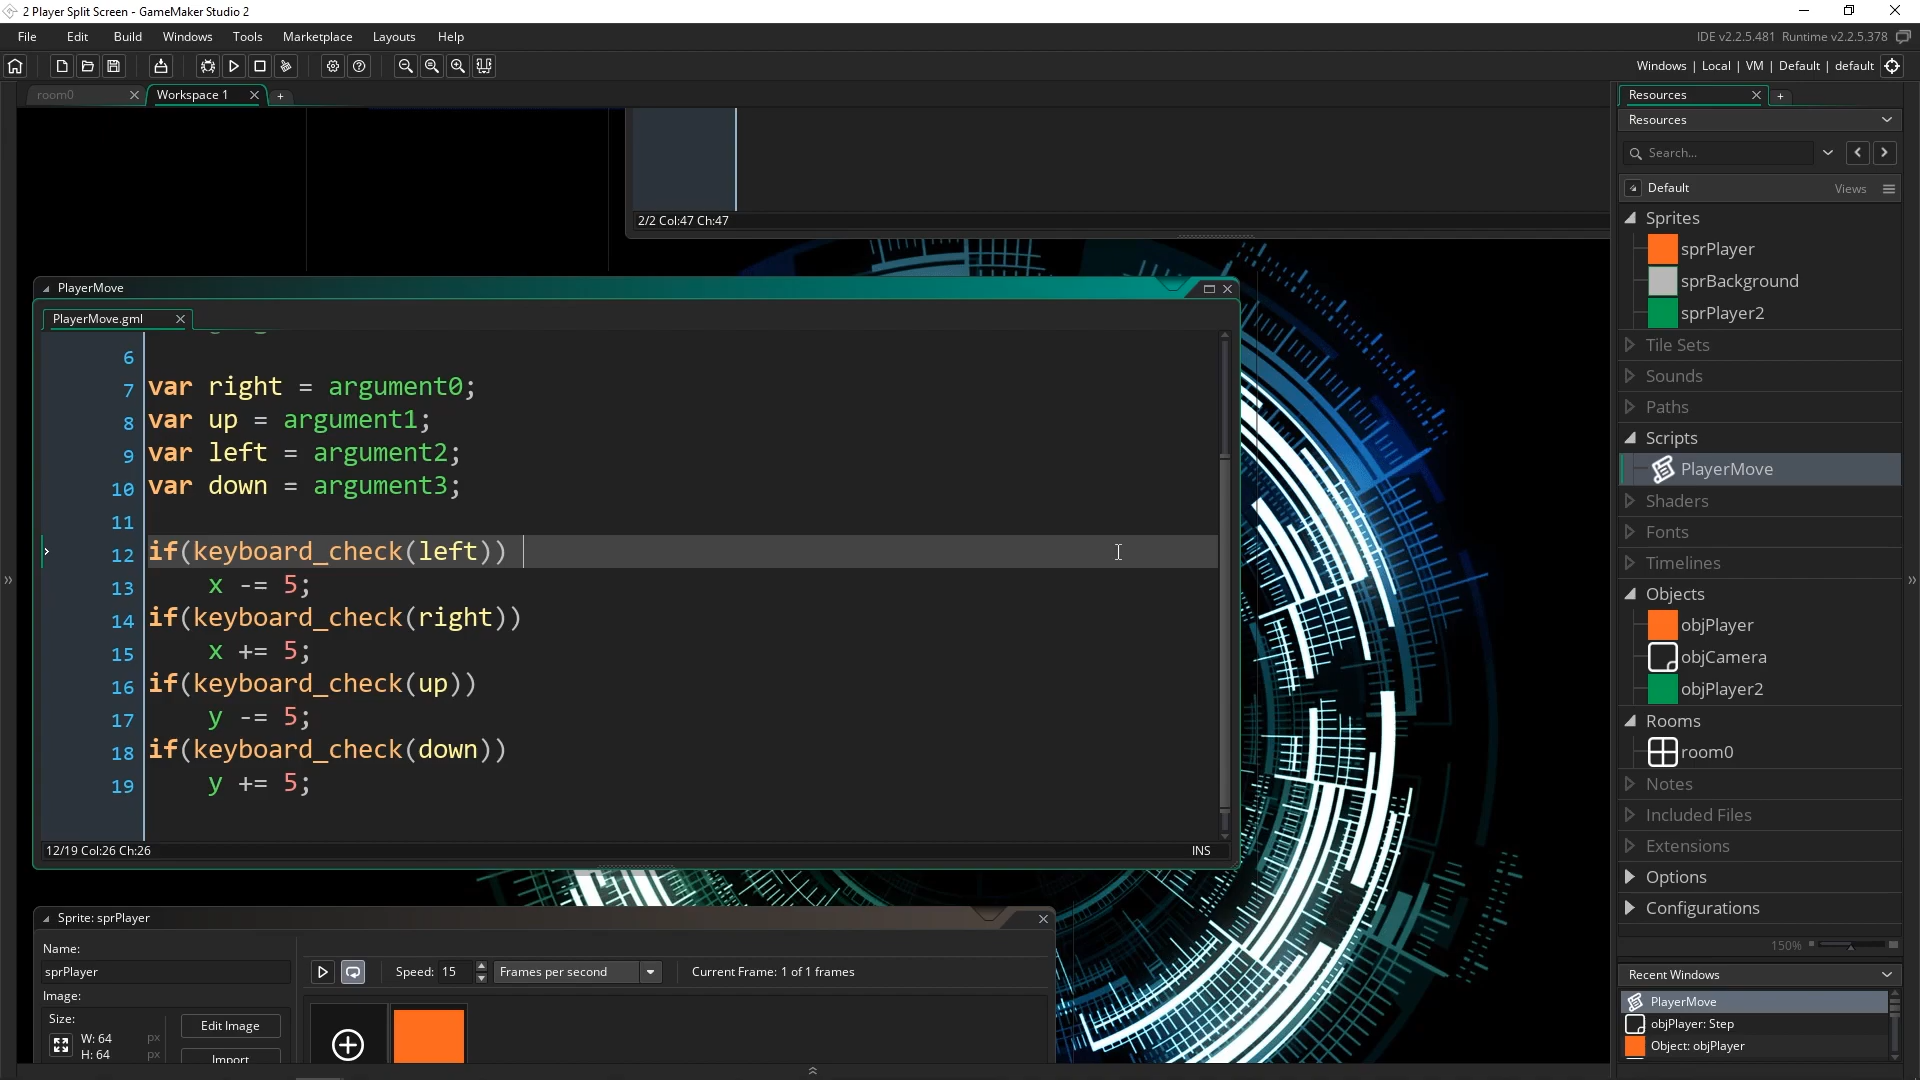 2 Player Split Screen - GameMaker Studio 2
File Edit Build Windows Tools Marketplace Layouts Help
IDE v2.2.5.481 Runtime v2.2.5.378
Windows | Local | VM | Default | default
room0
Workspace 1
2/2 Col:47 Ch:47
PlayerMove
PlayerMove.gml
6
7 var right = argument0;
8 var up = argument1;
9 var left = argument2;
10 var down = argument3;
11
12 if(keyboard_check(left))
13 x -= 5;
14 if(keyboard_check(right))
15 x += 5;
16 if(keyboard_check(up))
17 y -= 5;
18 if(keyboard_check(down))
19 y += 5;
12/19 Col:26 Ch:26
INS
Sprite: sprPlayer
Name:
sprPlayer
Image:
Size:
W: 64 px
H: 64 px
Edit Image
Import
Speed: 15 Frames per second Current Frame: 1 of 1 frames
Resources
Resources
Search...
Default Views
Sprites
sprPlayer
sprBackground
sprPlayer2
Tile Sets
Sounds
Paths
Scripts
PlayerMove
Shaders
Fonts
Timelines
Objects
objPlayer
objCamera
objPlayer2
Rooms
room0
Notes
Included Files
Extensions
Options
Configurations
150%
Recent Windows
PlayerMove
objPlayer: Step
Object: objPlayer